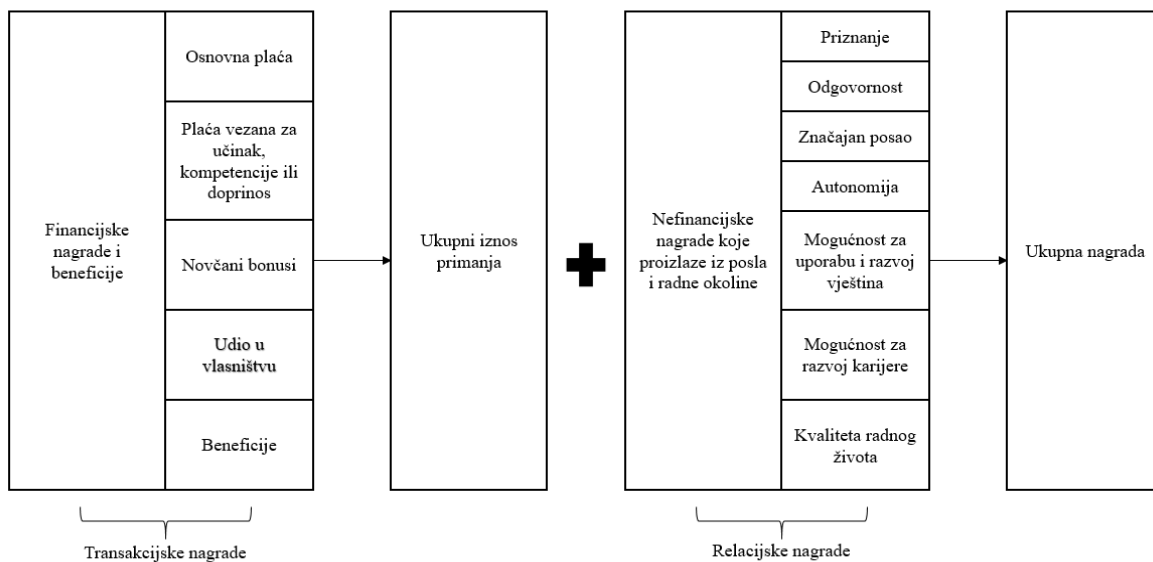 Financijske
nagrade i
beneficije
Osnovna plaća
Plaća vezana za
učinak,
kompetencije ili
doprinos
Novčani bonusi
Udio u
vlasništvu
Beneficije
Ukupni iznos
primanja
Nefinancijske
nagrade koje
proizlaze iz posla
i radne okoline
Priznanje
Odgovornost
Značajan posao
Autonomija
Mogućnost za
uporabu i razvoj
vještina
Mogućnost za
razvoj karijere
Kvaliteta radnog
života
Ukupna nagrada
Transakcijske nagrade
Relacijske nagrade